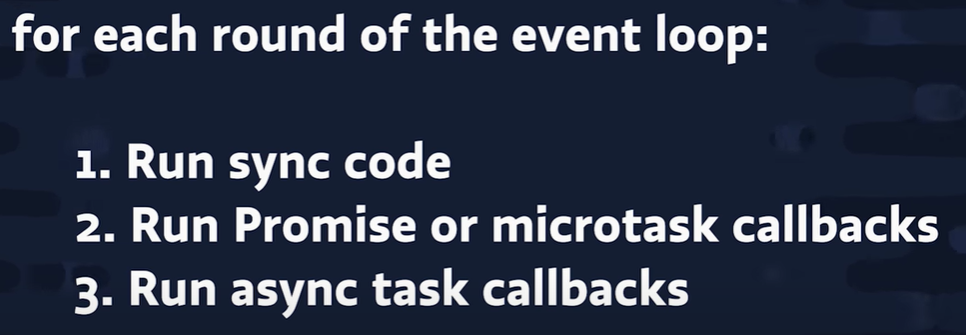 for each round of the event loop:
1. Run sync code
2. Run Promise or microtask callbacks
3. Run async task callbacks